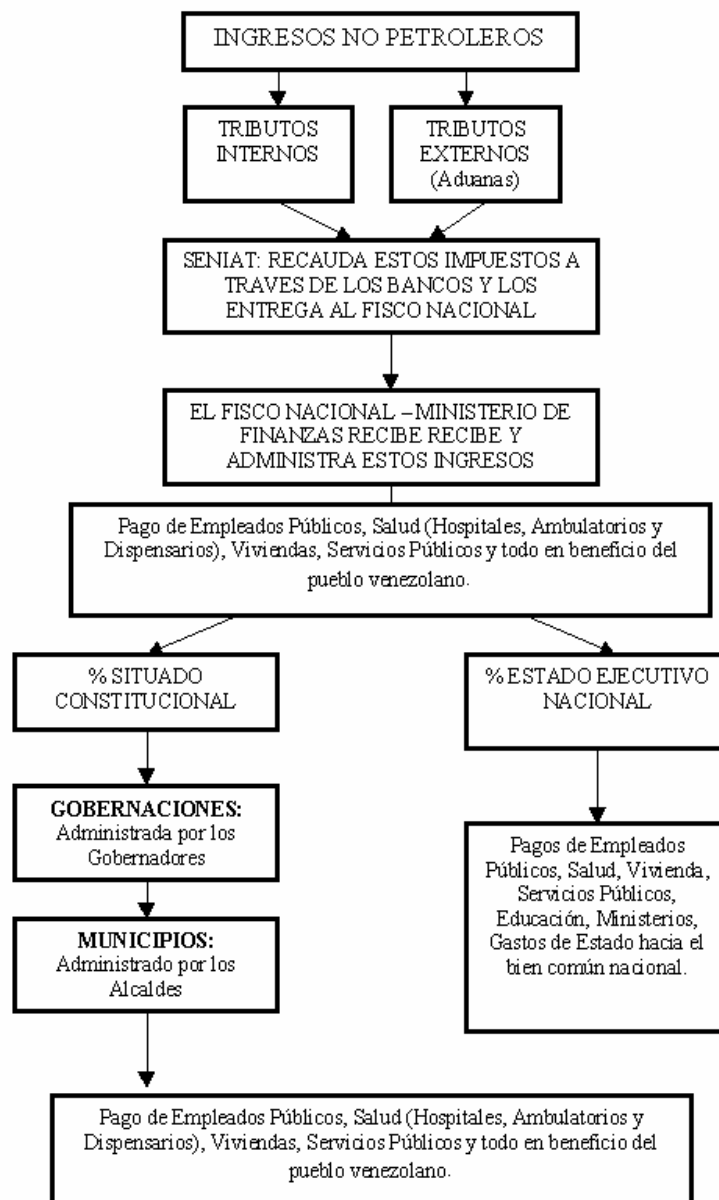 INGRESOS NO PETROLEROS
TRIBUTOS
INTERNOS
TRIBUTOS
EXTERNOS
(Aduanas)
SENIAT: RECAUDA ESTOS IMPUESTOS A
TRAVES DE LOS BANCOS Y LOS
ENTREGA AL FISCO NACIONAL
EL FISCO NACIONAL – MINISTERIO DE
FINANZAS RECIBE RECIBE Y
ADMINISTRA ESTOS INGRESOS
Pago de Empleados Públicos, Salud (Hospitales, Ambulatorios y
Dispensarios), Viviendas, Servicios Públicos y todo en beneficio del
pueblo venezolano.
% SITUADO
CONSTITUCIONAL
% ESTADO EJECUTIVO
NACIONAL
GOBERNACIONES:
Administrada por los
Gobernadores
MUNICIPIOS:
Administrado por los
Alcaldes
Pagos de Empleados
Públicos, Salud, Vivienda,
Servicios Públicos,
Educación, Ministerios,
Gastos de Estado hacia el
bien común nacional.
Pago de Empleados Públicos, Salud (Hospitales, Ambulatorios y
Dispensarios), Viviendas, Servicios Públicos y todo en beneficio del
pueblo venezolano.